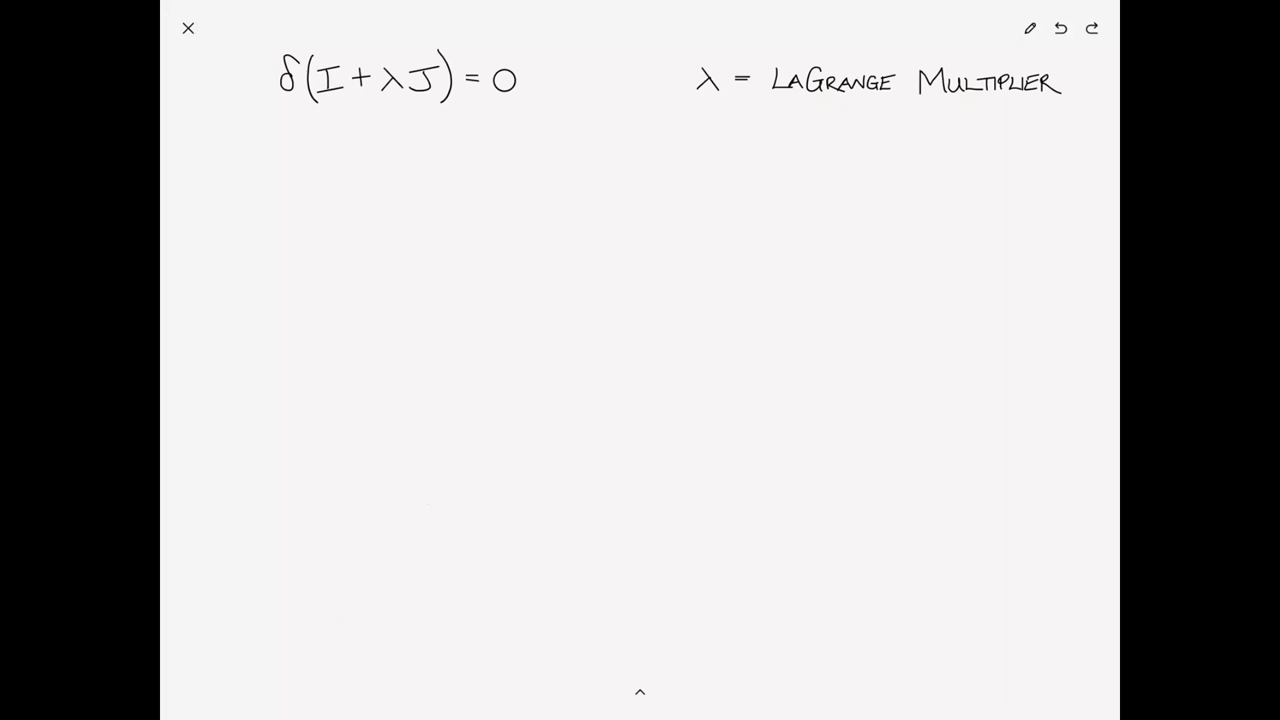 δ(I + λJ) = 0 λ = LAGRANGE MULTIPLIER